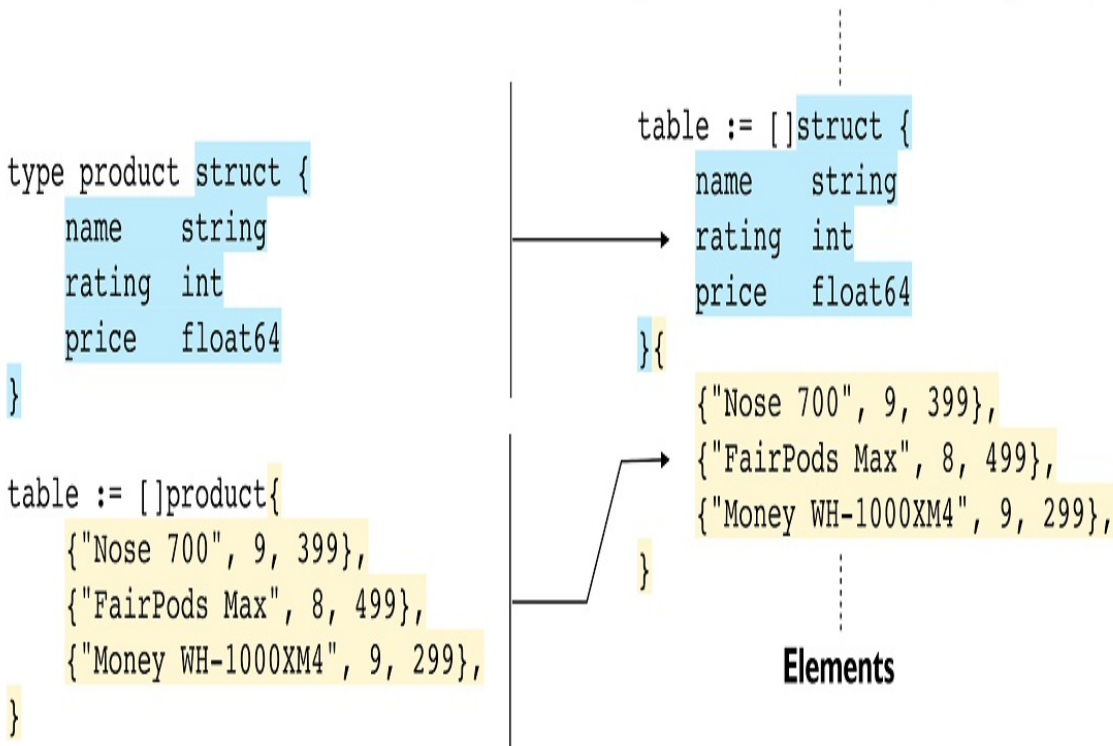 type product struct {
    name    string
    rating  int
    price   float64
}
table := []product{
    {"Nose 700", 9, 399},
    {"FairPods Max", 8, 499},
    {"Money WH-1000XM4", 9, 299},
}
table := []struct {
    name    string
    rating  int
    price   float64
}{
    {"Nose 700", 9, 399},
    {"FairPods Max", 8, 499},
    {"Money WH-1000XM4", 9, 299},
}
Elements